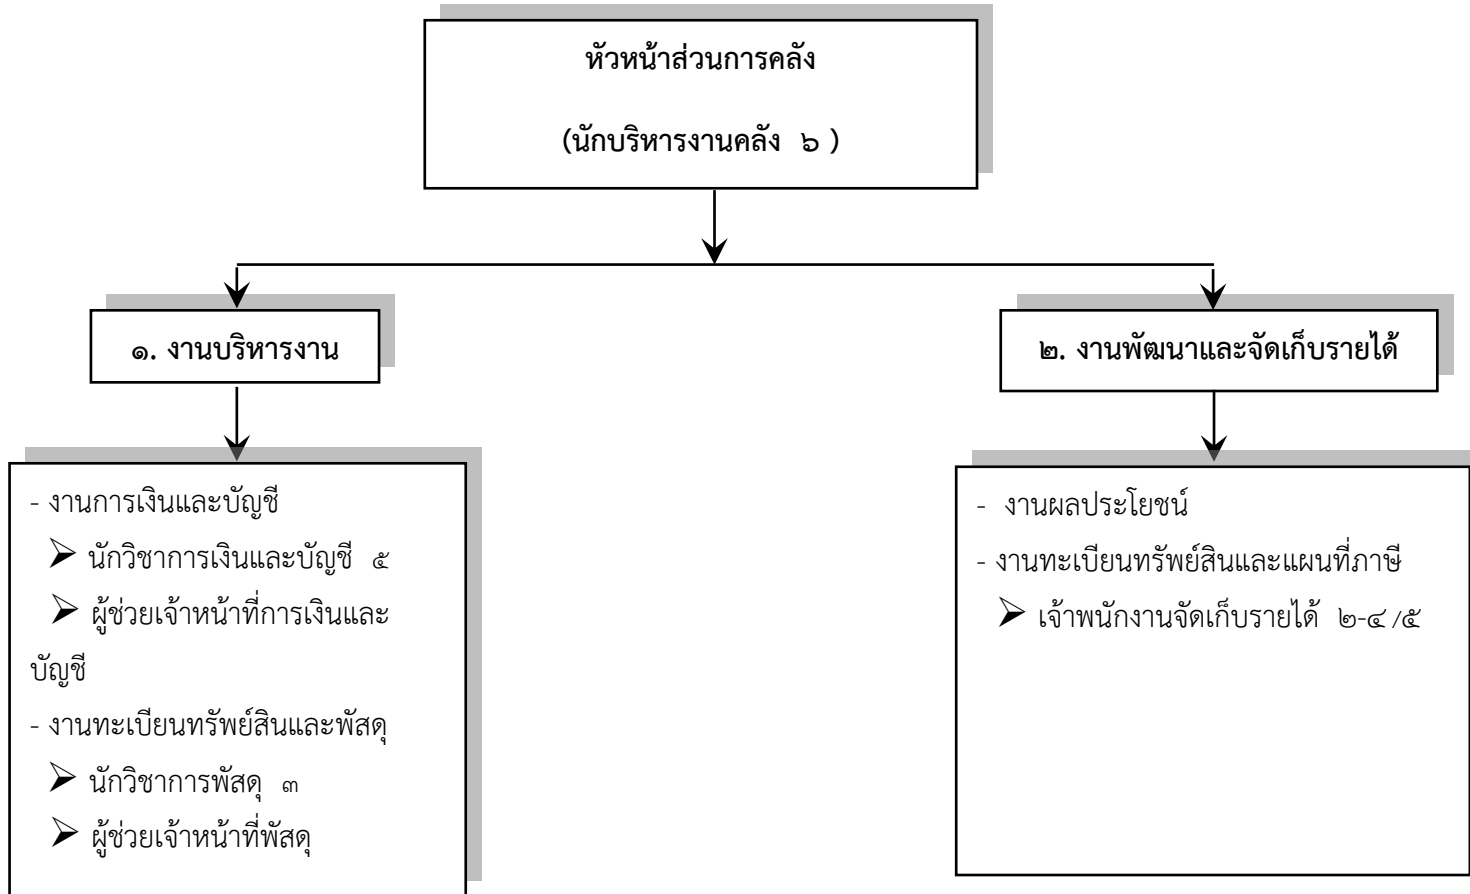 หัวหน้าส่วนการคลัง
(นักบริหารงานคลัง ๖ )
๑. งานบริหารงาน
๒. งานพัฒนาและจัดเก็บรายได้
- งานการเงินและบัญชี
➢ นักวิชาการเงินและบัญชี ๕
➢ ผู้ช่วยเจ้าหน้าที่การเงินและ
บัญชี
- งานทะเบียนทรัพย์สินและพัสดุ
➢ นักวิชาการพัสดุ ๓
➢ ผู้ช่วยเจ้าหน้าที่พัสดุ
- งานผลประโยชน์
- งานทะเบียนทรัพย์สินและแผนที่ภาษี
➢ เจ้าพนักงานจัดเก็บรายได้ ๒-๔ /๕